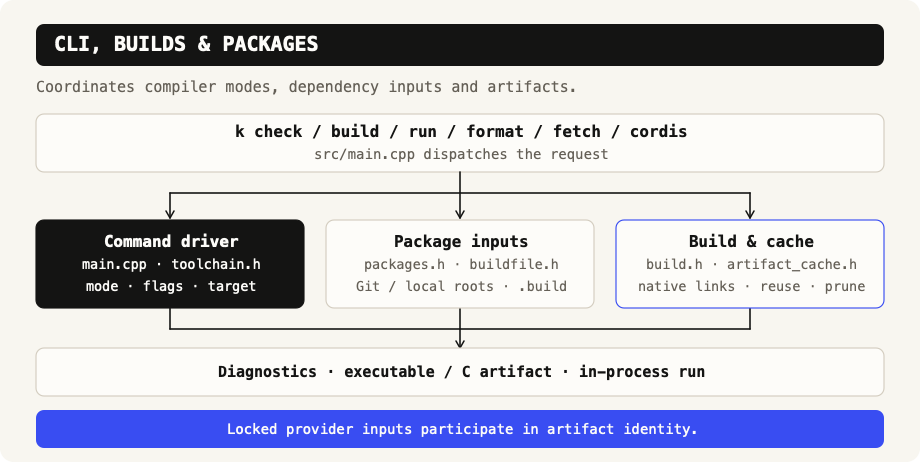 CLI, BUILDS & PACKAGES
Coordinates compiler modes, dependency inputs and artifacts.
k check / build / run / format / fetch / cordis
src/main.cpp dispatches the request
Command driver
main.cpp · toolchain.h
mode · flags · target
Package inputs
packages.h · buildfile.h
Git / local roots · .build
Build & cache
build.h · artifact_cache.h
native links · reuse · prune
Diagnostics · executable / C artifact · in-process run
Locked provider inputs participate in artifact identity.